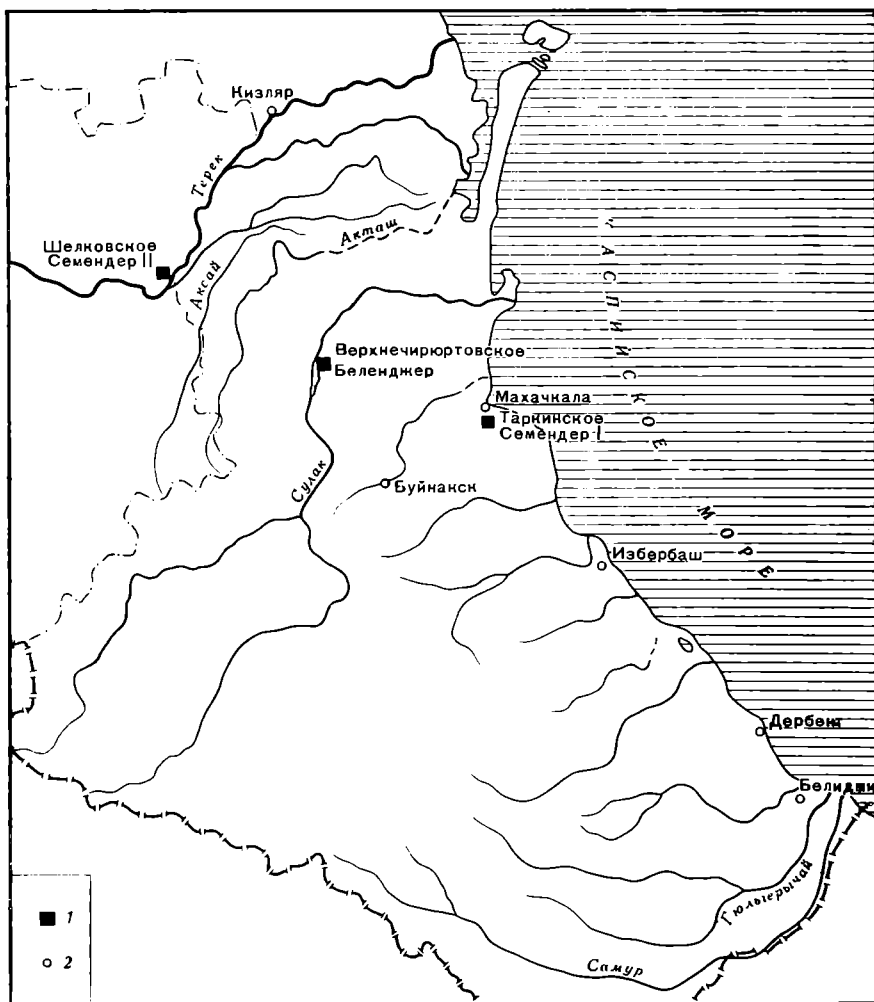 Кизляр
Терек
Шелковское
Семендер II
Аксай
Акташ
Верхнечирюртовское
Беленджер
Махачкала
Таркинское
Семендер I
КАСПИЙСКОЕ МОРЕ
Сулак
Буйнакск
Избербаш
Дербент
Белиджи
Гюльгерычай
Самур
1
2